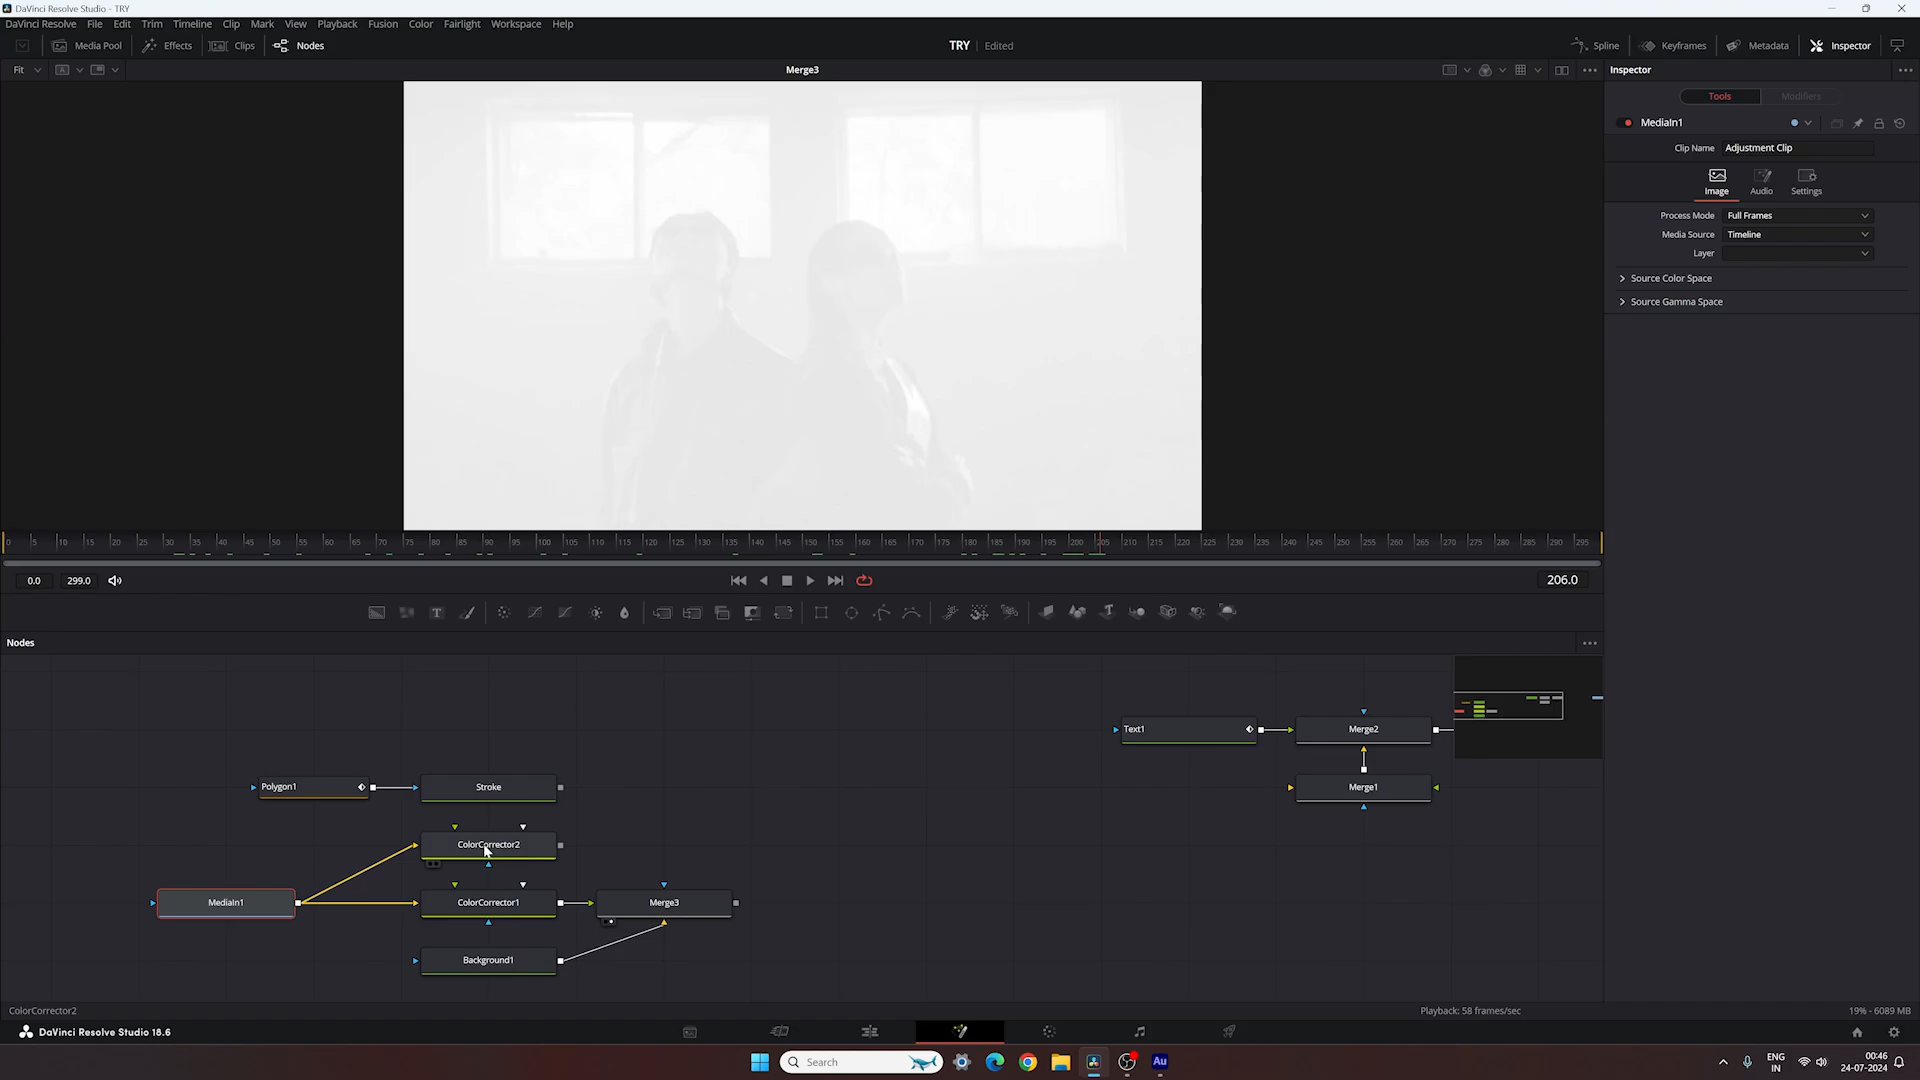 DaVinci Resolve Studio - TRY
DaVinci Resolve File Edit Trim Timeline Clip Mark View Playback Fusion Color Fairlight Workspace Help
Media Pool Effects Clips Nodes
TRY Edited
Spline Keyframes Metadata Inspector
Fit
Merge3
Inspector
Tools Modifiers
MediaIn1
Clip Name Adjustment Clip
Image Audio Settings
Process Mode Full Frames
Media Source Timeline
Layer
Source Color Space
Source Gamma Space
0 5 10 15 20 25 30 35 40 45 50 55 60 65 70 75 80 85 90 95 100 105 110 115 120 125 130 135 140 145 150 155 160 165 170 175 180 185 190 195 200 205 210 215 220 225 230 235 240 245 250 255 260 265 270 275 280 285 290 295
0.0 299.0
206.0
Nodes
Text1
Merge2
Polygon1
Stroke
Merge1
ColorCorrector2
MediaIn1
ColorCorrector1
Merge3
Background1
ColorCorrector2
Playback: 58 frames/sec
19% - 6089 MB
DaVinci Resolve Studio 18.6
Search
Au
ENG
IN
00:46
24-07-2024